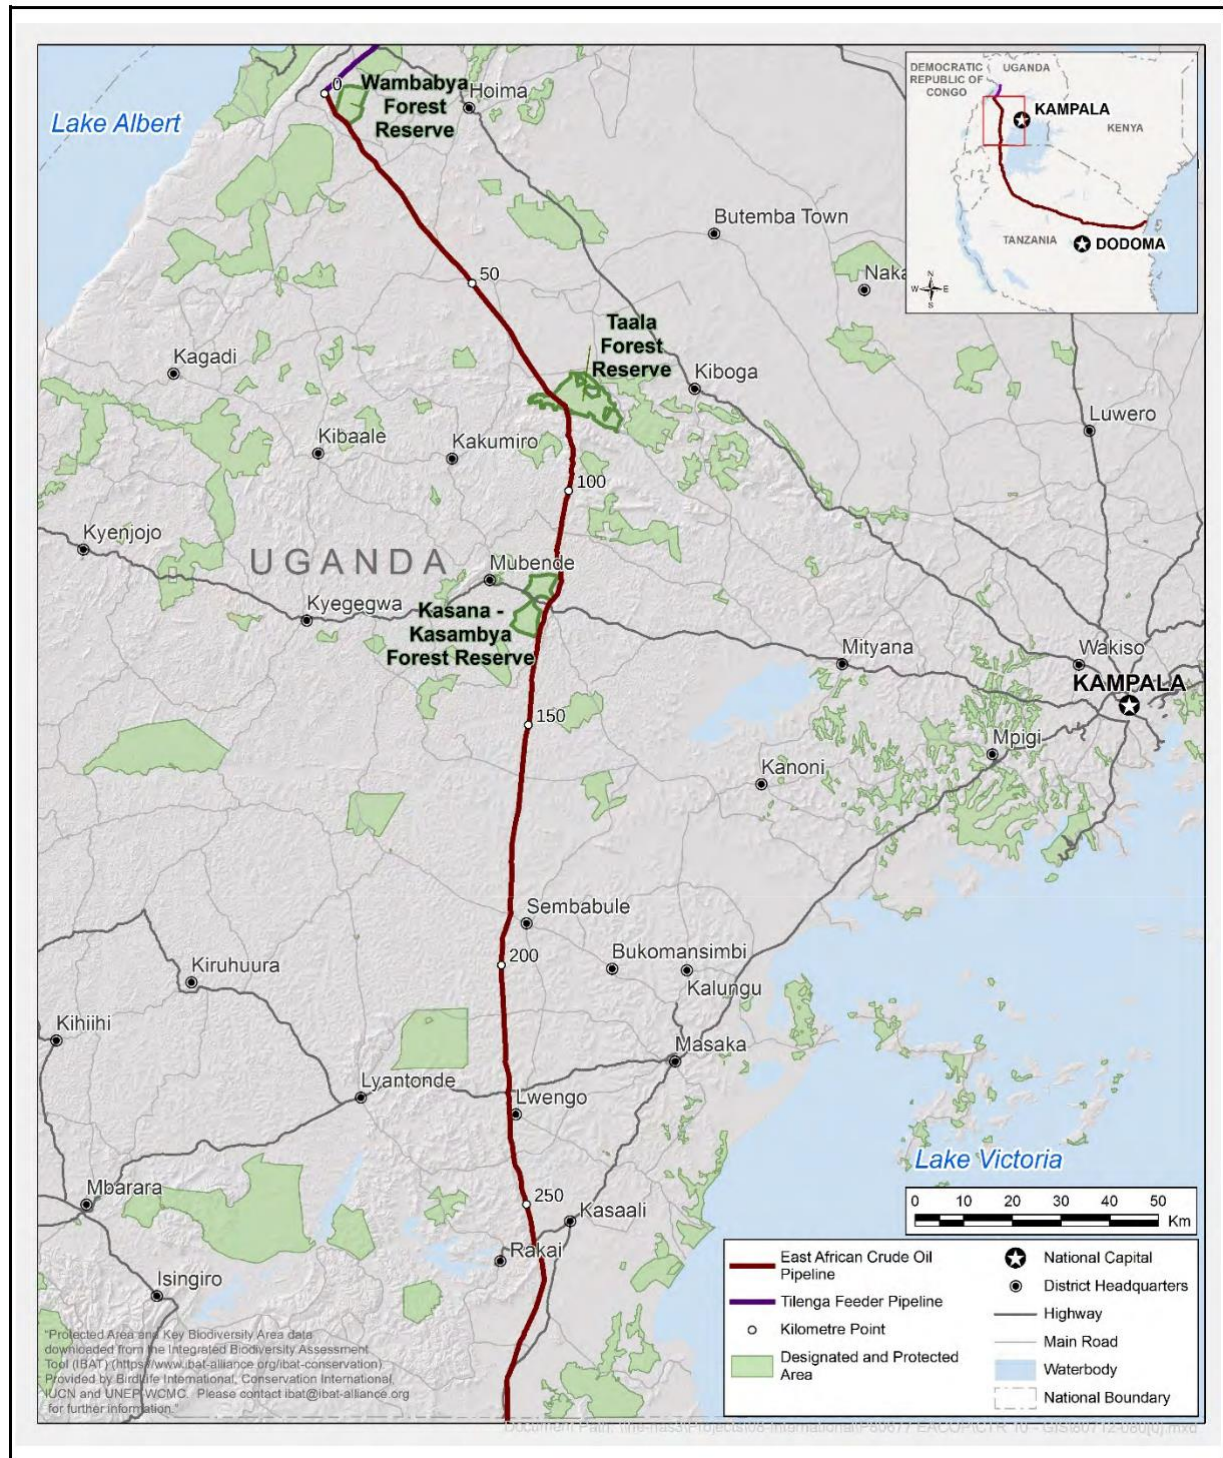 DEMOCRATIC
REPUBLIC OF
CONGO
UGANDA
KAMPALA
KENYA
TANZANIA
DODOMA
N
W E
S
0
Wambabya
Forest
Reserve
Hoima
Lake Albert
Butemba Town
Naka
50
Taala
Forest
Reserve
Kagadi
Kiboga
Luwero
Kibaale
Kakumiro
100
Kyenjojo
UGANDA
Mubende
Kyegegwa
Kasana -
Kasambya
Forest Reserve
Mityana
Wakiso
KAMPALA
150
Mpigi
Kanoni
Sembabule
200
Bukomansimbi
Kiruhuura
Kalungu
Kihiihi
Masaka
Lyantonde
Lwengo
Lake Victoria
Mbarara
250
Kasaali
Rakai
Isingiro
0 10 20 30 40 50
Km
East African Crude Oil
Pipeline
Tilenga Feeder Pipeline
Kilometre Point
Designated and Protected
Area
National Capital
District Headquarters
Highway
Main Road
Waterbody
National Boundary
"Protected Area and Key Biodiversity Area data
downloaded from the Integrated Biodiversity Assessment
Tool (IBAT) (https://www.ibat-alliance.org/ibat-conservation)
Provided by BirdLife International, Conservation International,
IUCN and UNEP WCMC. Please contact ibat@ibat-alliance.org
for further information."